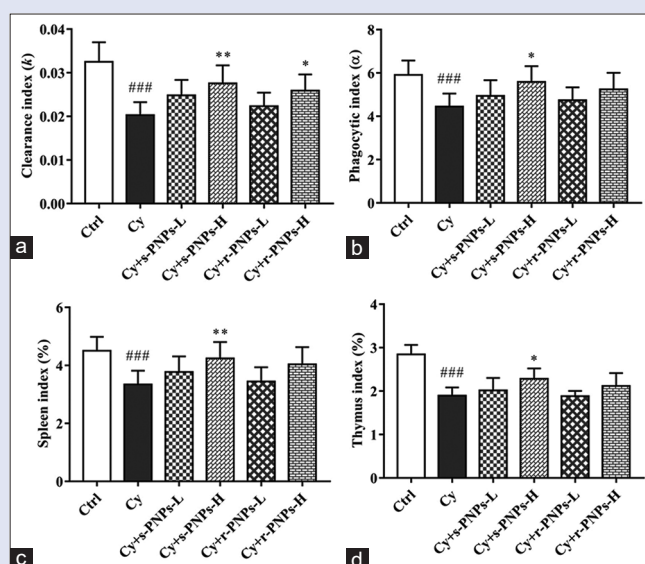 0.04
0.03
0.02
0.01
0.00
Clearance index (k)
###
**
*
Ctrl
Cy
Cy+s-PNPs-L
Cy+s-PNPs-H
Cy+r-PNPs-L
Cy+r-PNPs-H
a
8
6
4
2
0
Phagocytic index (α)
###
*
Ctrl
Cy
Cy+s-PNPs-L
Cy+s-PNPs-H
Cy+r-PNPs-L
Cy+r-PNPs-H
b
6
4
2
0
Spleen index (%)
###
**
Ctrl
Cy
Cy+s-PNPs-L
Cy+s-PNPs-H
Cy+r-PNPs-L
Cy+r-PNPs-H
c
4
3
2
1
0
Thymus index (%)
###
*
Ctrl
Cy
Cy+s-PNPs-L
Cy+s-PNPs-H
Cy+r-PNPs-L
Cy+r-PNPs-H
d